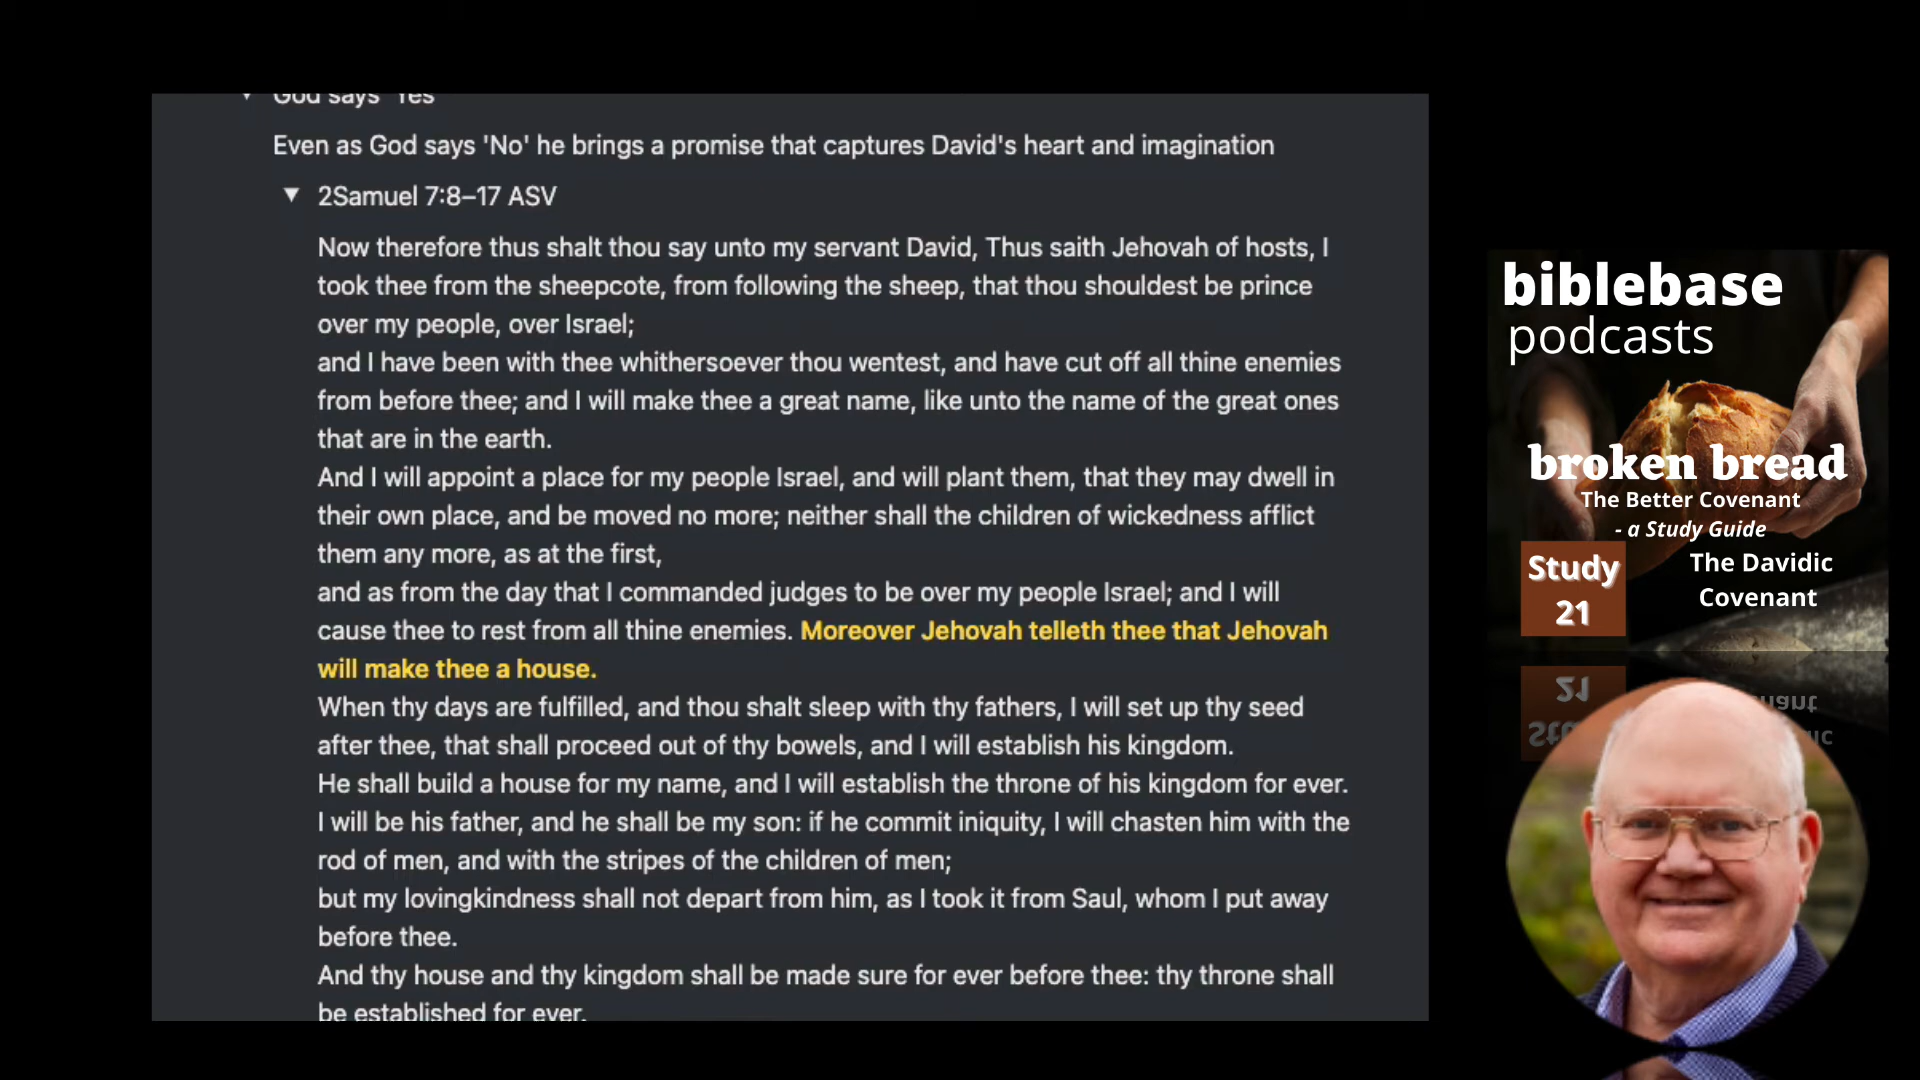 God says 'Yes'
Even as God says 'No' he brings a promise that captures David's heart and imagination
2Samuel 7:8–17 ASV
Now therefore thus shalt thou say unto my servant David, Thus saith Jehovah of hosts, I
took thee from the sheepcote, from following the sheep, that thou shouldest be prince
over my people, over Israel;
and I have been with thee whithersoever thou wentest, and have cut off all thine enemies
from before thee; and I will make thee a great name, like unto the name of the great ones
that are in the earth.
And I will appoint a place for my people Israel, and will plant them, that they may dwell in
their own place, and be moved no more; neither shall the children of wickedness afflict
them any more, as at the first,
and as from the day that I commanded judges to be over my people Israel; and I will
cause thee to rest from all thine enemies. Moreover Jehovah telleth thee that Jehovah
will make thee a house.
When thy days are fulfilled, and thou shalt sleep with thy fathers, I will set up thy seed
after thee, that shall proceed out of thy bowels, and I will establish his kingdom.
He shall build a house for my name, and I will establish the throne of his kingdom for ever.
I will be his father, and he shall be my son: if he commit iniquity, I will chasten him with the
rod of men, and with the stripes of the children of men;
but my lovingkindness shall not depart from him, as I took it from Saul, whom I put away
before thee.
And thy house and thy kingdom shall be made sure for ever before thee: thy throne shall
be established for ever.
biblebase
podcasts
broken bread
The Better Covenant
- a Study Guide
Study
21
The Davidic
Covenant